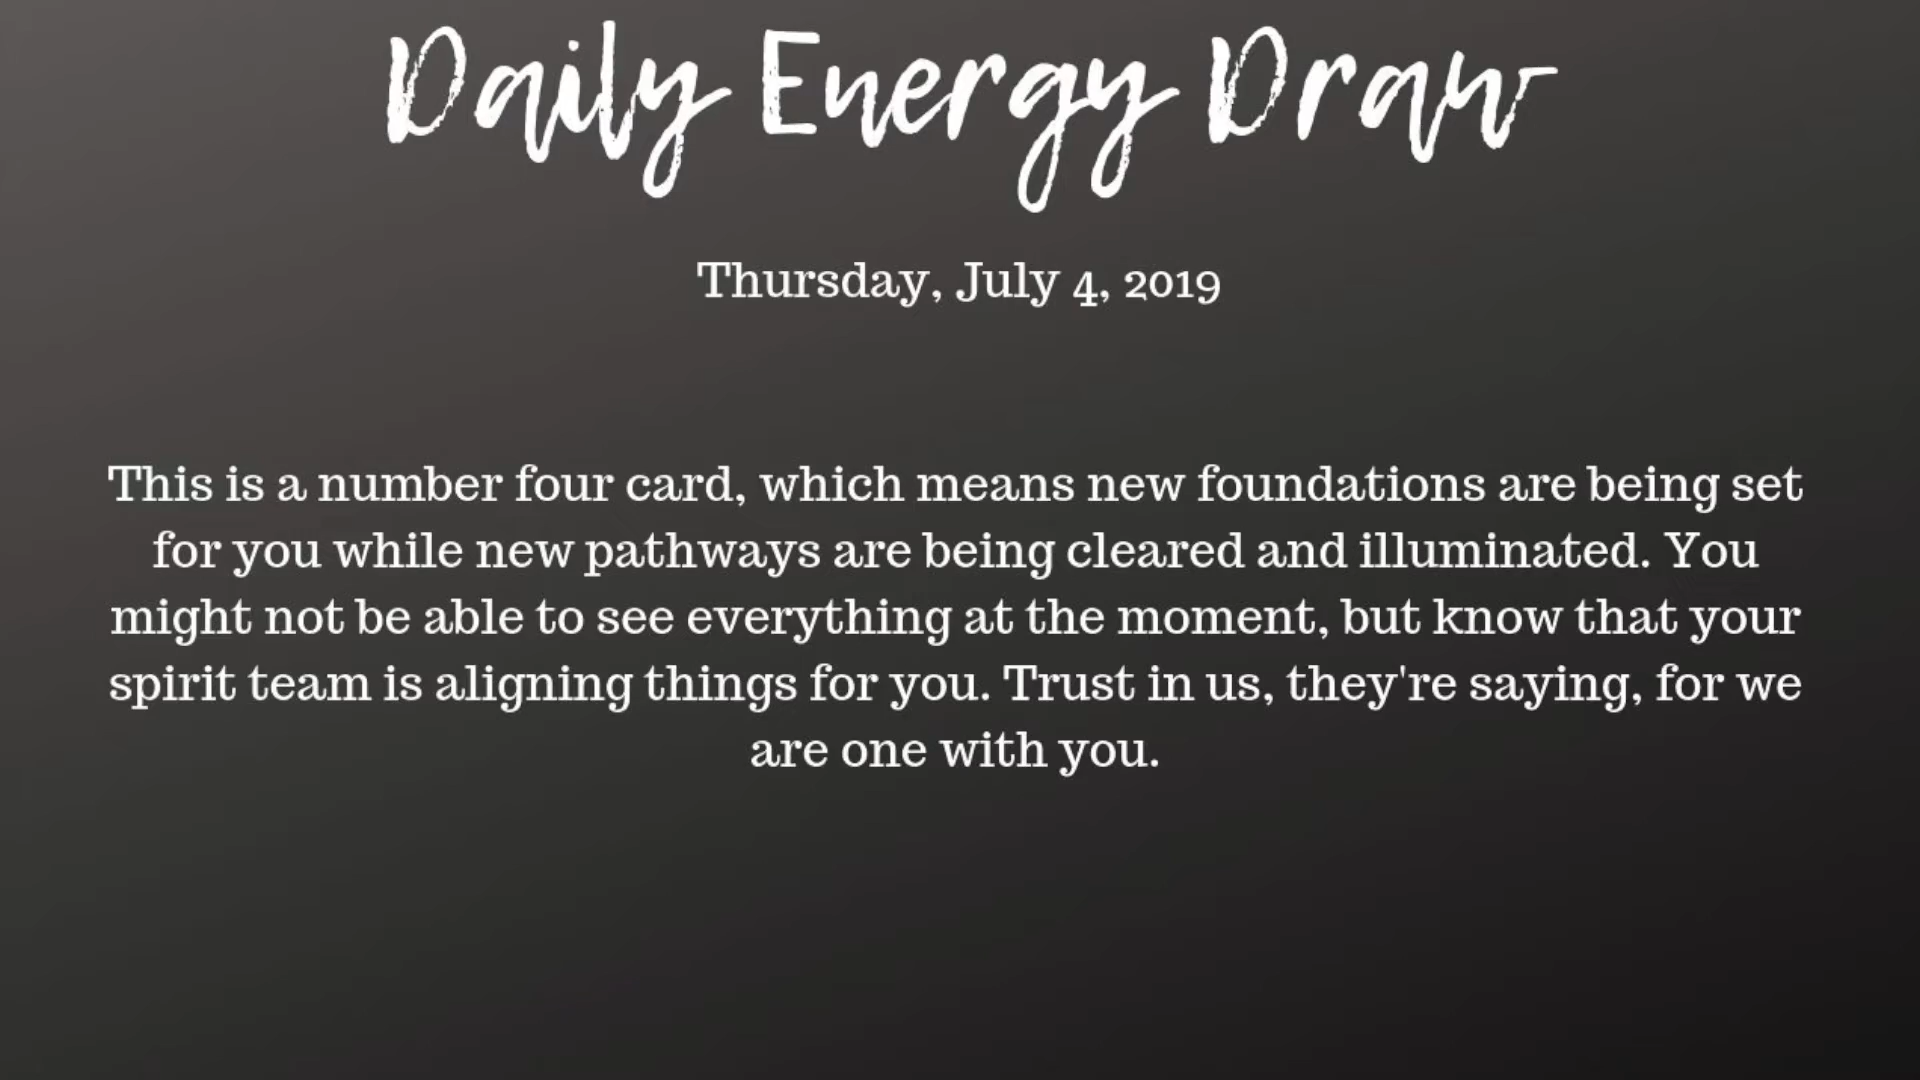 Daily Energy Draw
Thursday, July 4, 2019
This is a number four card, which means new foundations are being set
for you while new pathways are being cleared and illuminated. You
might not be able to see everything at the moment, but know that your
spirit team is aligning things for you. Trust in us, they're saying, for we
are one with you.